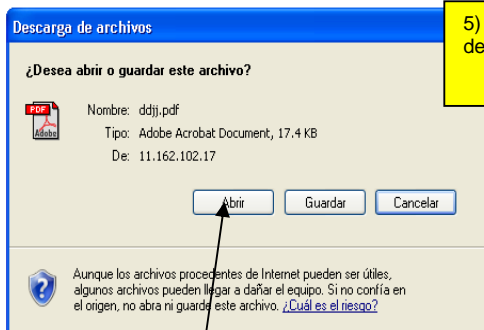 Descarga de archivos
5)
de
¿Desea abrir o guardar este archivo?
PDF
Adobe
Nombre: ddjj.pdf
Tipo: Adobe Acrobat Document, 17.4 KB
De: 11.162.102.17
Abrir Guardar Cancelar
Aunque los archivos procedentes de Internet pueden ser útiles,
algunos archivos pueden llegar a dañar el equipo. Si no confía en
el origen, no abra ni guarde este archivo. ¿Cuál es el riesgo?